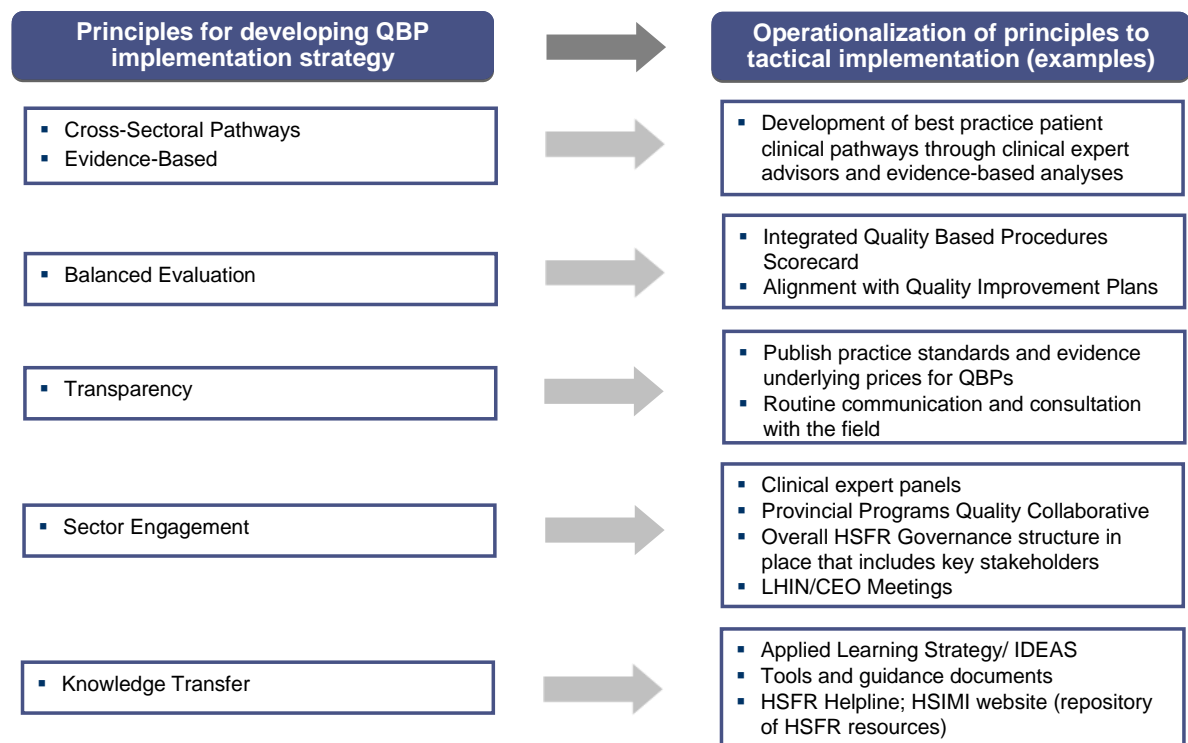 Principles for developing QBP
implementation strategy
Operationalization of principles to
tactical implementation (examples)
▪ Cross-Sectoral Pathways
▪ Evidence-Based
▪ Development of best practice patient
clinical pathways through clinical expert
advisors and evidence-based analyses
▪ Balanced Evaluation
▪ Integrated Quality Based Procedures
Scorecard
▪ Alignment with Quality Improvement Plans
▪ Transparency
▪ Publish practice standards and evidence
underlying prices for QBPs
▪ Routine communication and consultation
with the field
▪ Sector Engagement
▪ Clinical expert panels
▪ Provincial Programs Quality Collaborative
▪ Overall HSFR Governance structure in
place that includes key stakeholders
▪ LHIN/CEO Meetings
▪ Knowledge Transfer
▪ Applied Learning Strategy/ IDEAS
▪ Tools and guidance documents
▪ HSFR Helpline; HSIMI website (repository
of HSFR resources)